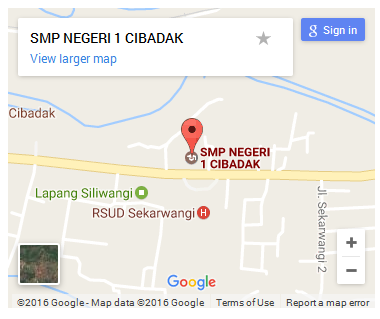 SMP NEGERI 1 CIBADAK
View larger map
g Sign in
Cibadak
SMP NEGERI
1 CIBADAK
Lapang Siliwangi
RSUD Sekarwangi H
Jl. Sekarwangi 2
+
−
Google
©2016 Google - Map data ©2016 Google Terms of Use Report a map error